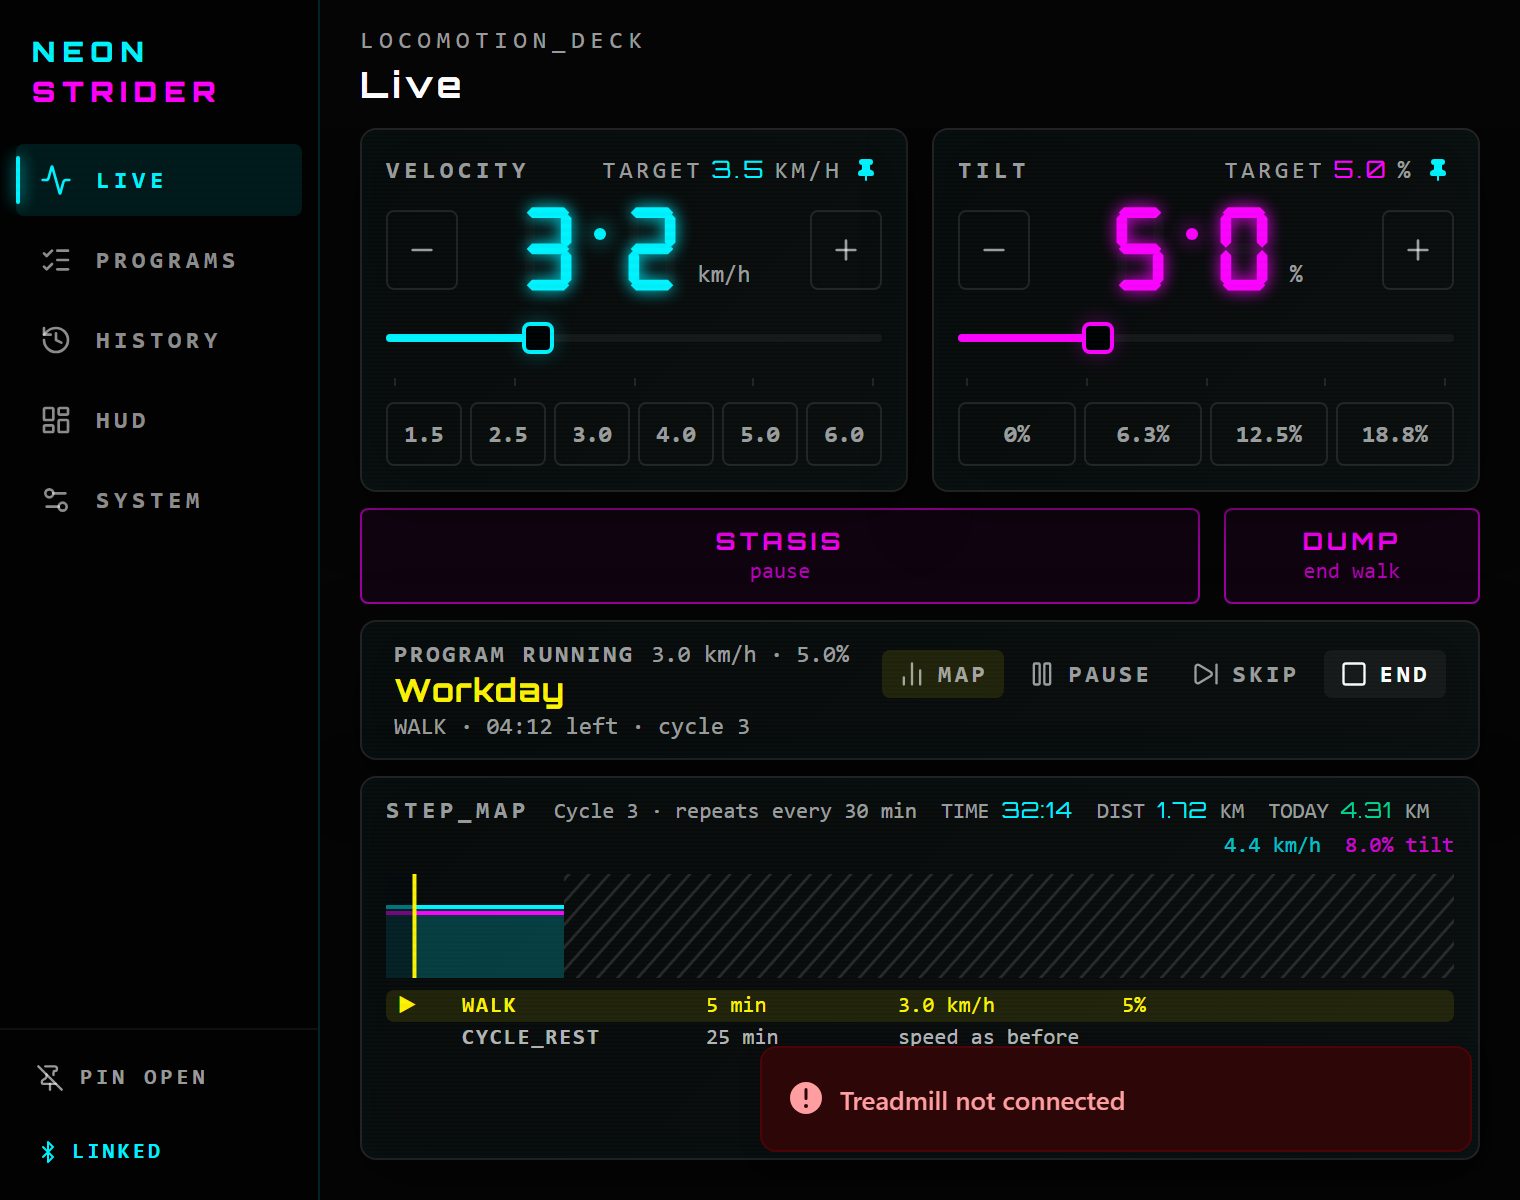 NEON
STRIDER
LIVE
PROGRAMS
HISTORY
HUD
SYSTEM
PIN OPEN
LINKED
LOCOMOTION_DECK
Live
VELOCITY TARGET 3.5 KM/H
3.2 km/h
1.5 2.5 3.0 4.0 5.0 6.0
TILT TARGET 5.0 %
5.0 %
0% 6.3% 12.5% 18.8%
STASIS
pause
DUMP
end walk
PROGRAM RUNNING 3.0 km/h · 5.0%
Workday
WALK · 04:12 left · cycle 3
MAP PAUSE SKIP END
STEP_MAP Cycle 3 · repeats every 30 min TIME 32:14 DIST 1.72 KM TODAY 4.31 KM
4.4 km/h 8.0% tilt
WALK 5 min 3.0 km/h 5%
CYCLE_REST 25 min speed as before
Treadmill not connected